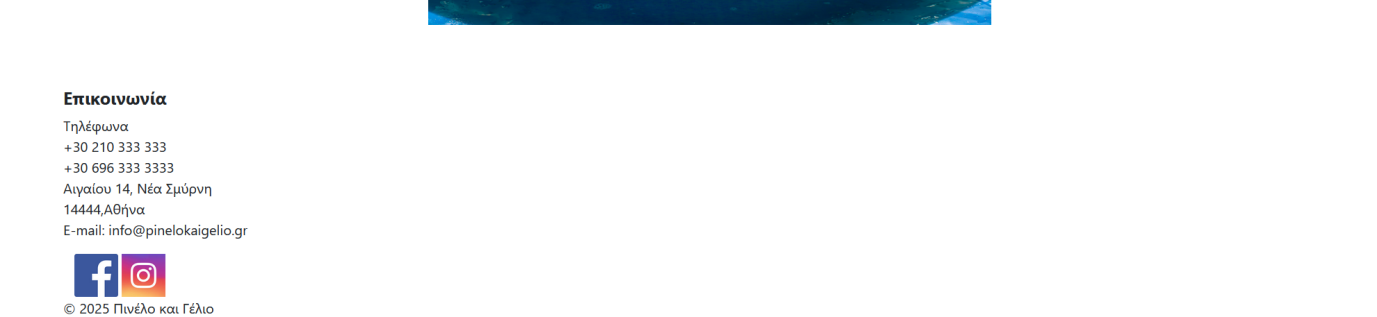 Επικοινωνία
Τηλέφωνα
+30 210 333 333
+30 696 333 3333
Αιγαίου 14, Νέα Σμύρνη
14444,Αθήνα
E-mail: info@pinelokaigelio.gr
© 2025 Πινέλο και Γέλιο